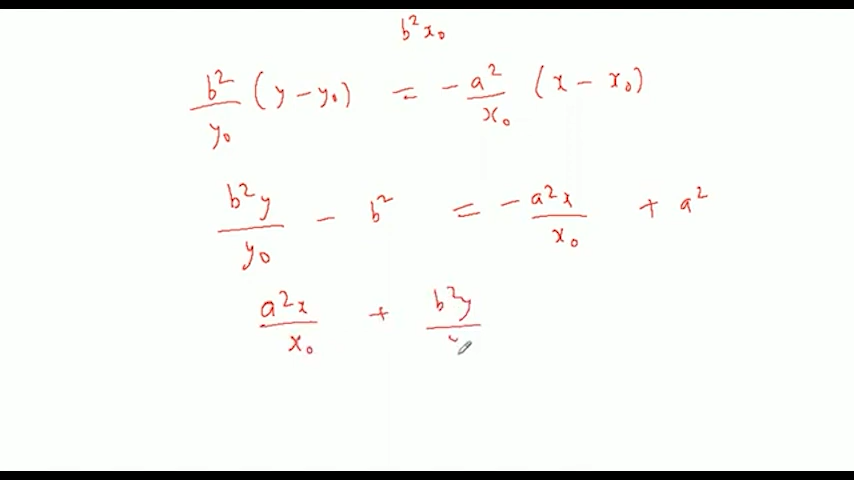 b²x₀
b²/y₀ (y - y₀) = - a²/x₀ (x - x₀)
b²y/y₀ - b² = - a²x/x₀ + a²
a²x/x₀ + b²y/